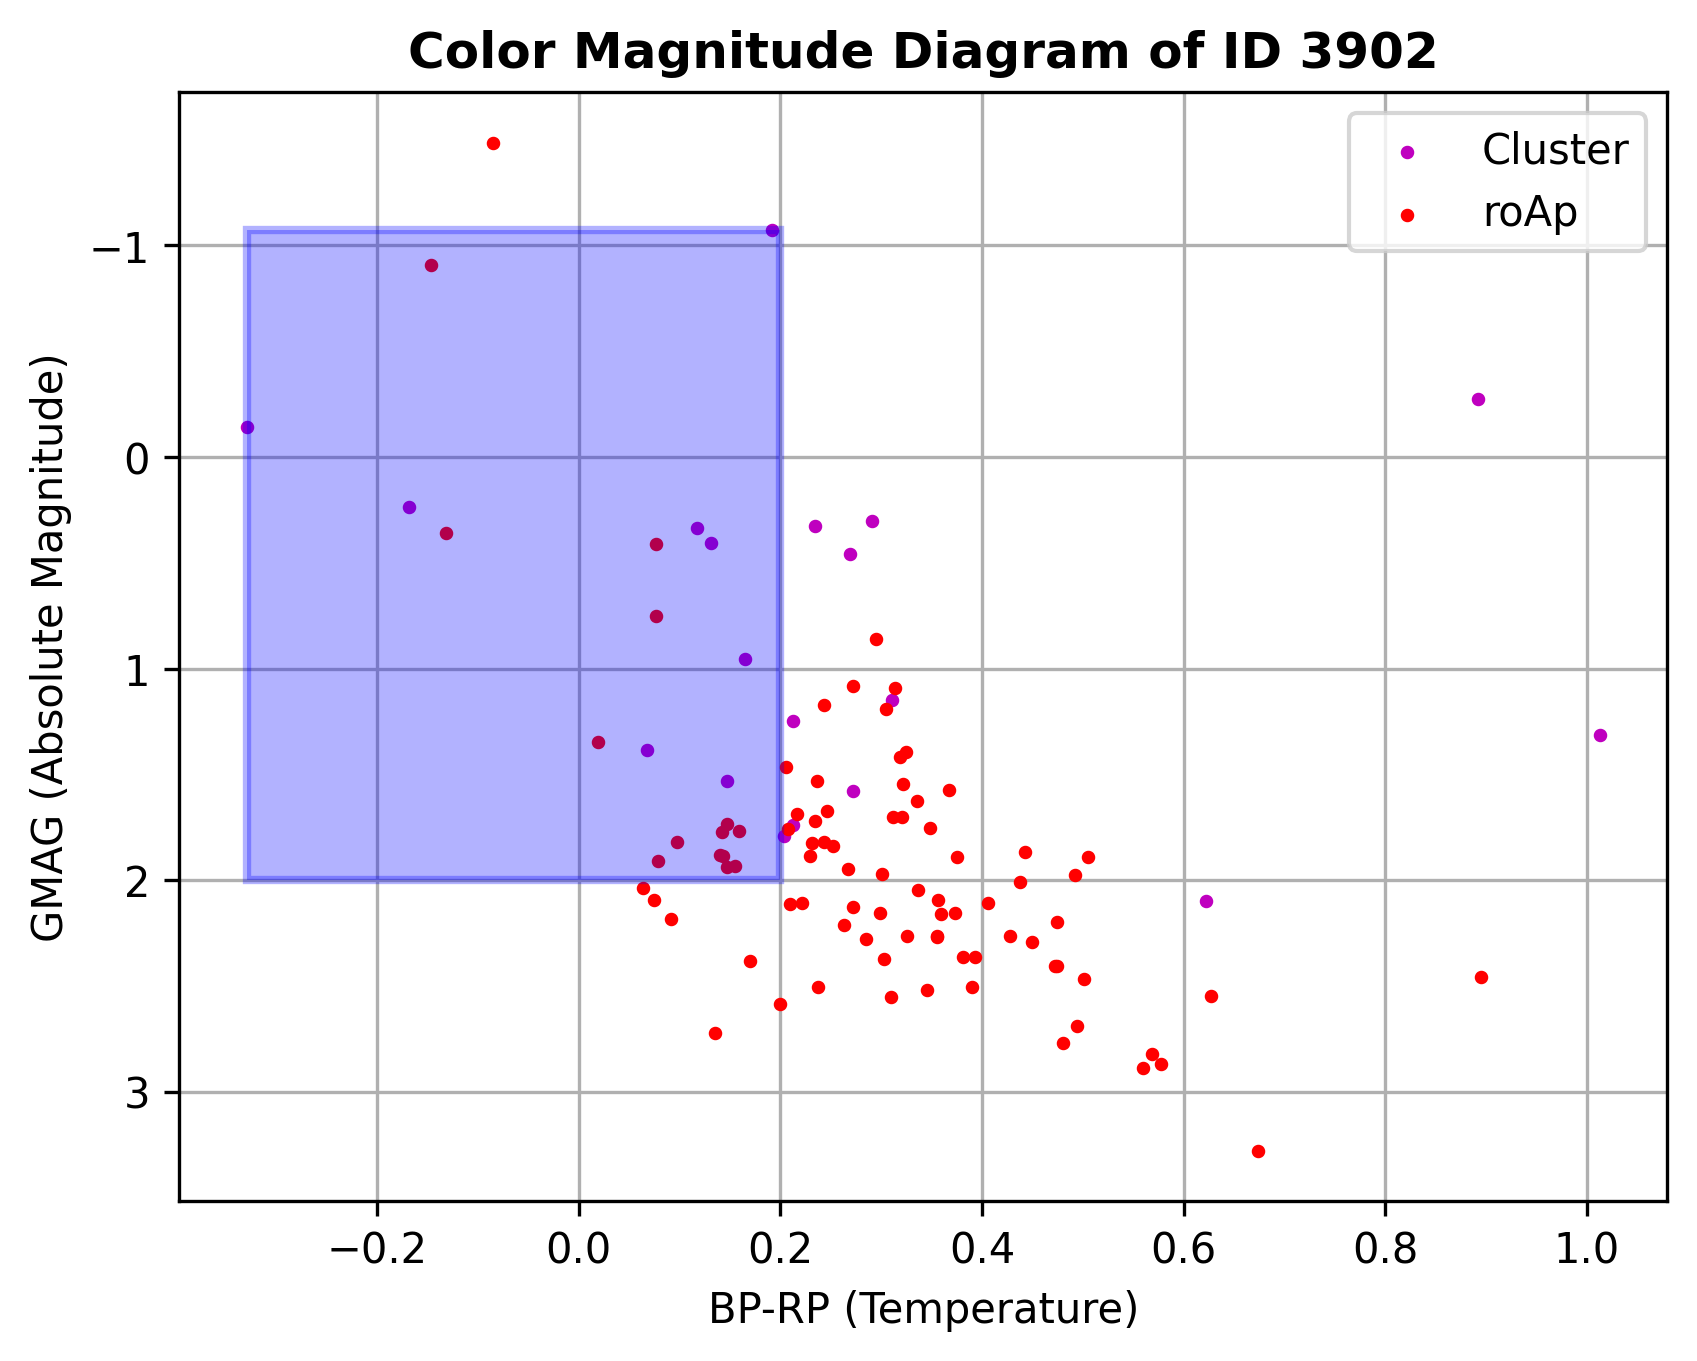 Color Magnitude Diagram of ID 3902
Cluster
roAp
GMAG (Absolute Magnitude)
−1
0
1
2
3
−0.2 0.0 0.2 0.4 0.6 0.8 1.0
BP-RP (Temperature)